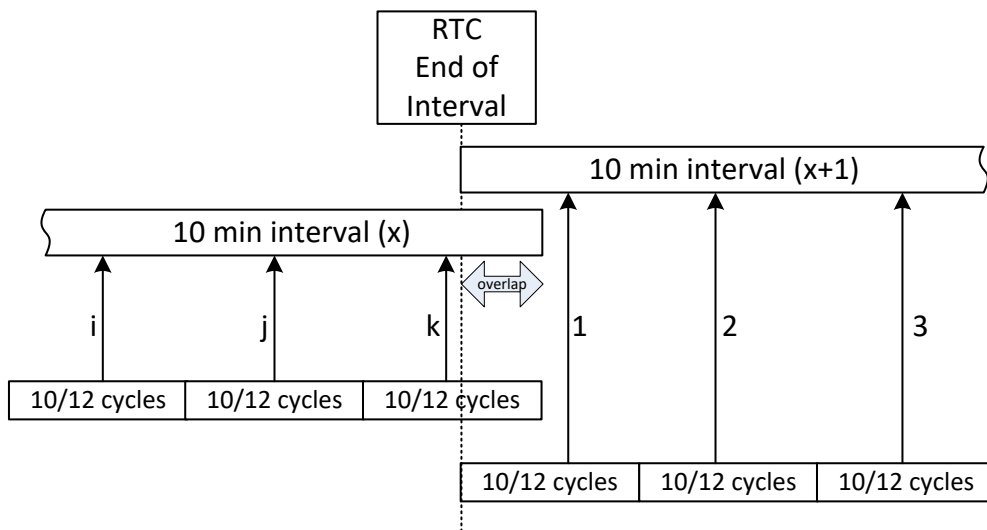 RTC
End of
Interval
10 min interval (x+1)
10 min interval (x)
overlap
i
j
k
1
2
3
10/12 cycles
10/12 cycles
10/12 cycles
10/12 cycles
10/12 cycles
10/12 cycles